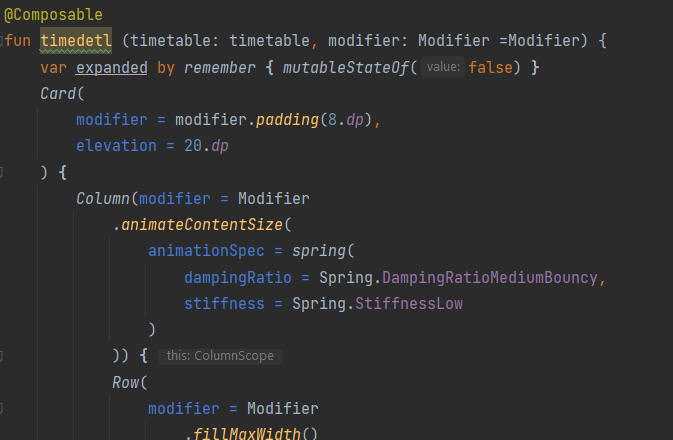 @Composable
fun timedetl (timetable: timetable, modifier: Modifier =Modifier) {
var expanded by remember { mutableStateOf( value: false) }
Card(
modifier = modifier.padding(8.dp),
elevation = 20.dp
) {
Column(modifier = Modifier
.animateContentSize(
animationSpec = spring(
dampingRatio = Spring.DampingRatioMediumBouncy,
stiffness = Spring.StiffnessLow
)
)) { this: ColumnScope
Row(
modifier = Modifier
.fillMaxWidth()